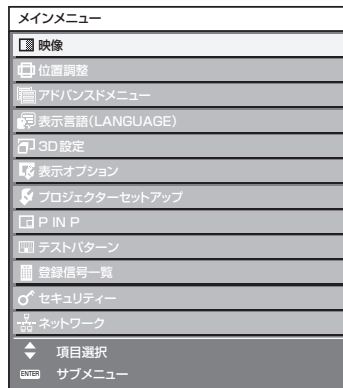 メインメニュー
映像
位置調整
アドバンスドメニュー
表示言語(LANGUAGE)
3D設定
表示オプション
プロジェクターセットアップ
P IN P
テストパターン
登録信号一覧
セキュリティー
ネットワーク
項目選択
ENTER サブメニュー